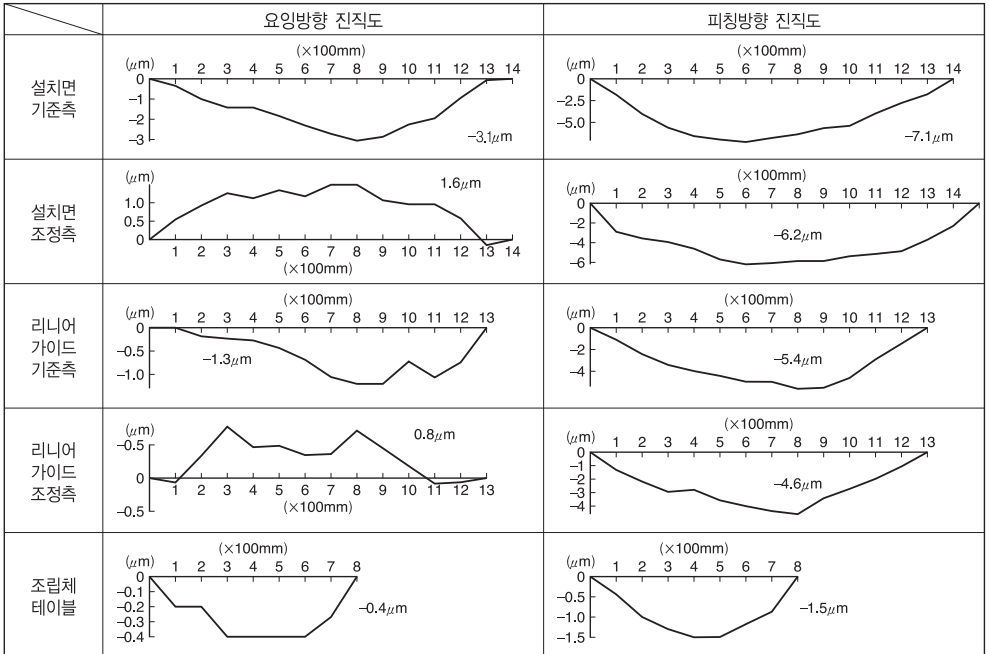 요잉방향 진직도
피칭방향 진직도
설치면
기준측
(×100mm)
(μm) 1 2 3 4 5 6 7 8 9 10 11 12 13 14
0
−1
−2
−3
−3.1μm
(×100mm)
(μm) 1 2 3 4 5 6 7 8 9 10 11 12 13 14
0
−2.5
−5.0
−7.1μm
설치면
조정측
(μm)
1.0
0.5
0
1.6μm
1 2 3 4 5 6 7 8 9 10 11 12 13 14
(×100mm)
(×100mm)
(μm) 1 2 3 4 5 6 7 8 9 10 11 12 13 14
0
−2
−4
−6
−6.2μm
리니어
가이드
기준측
(×100mm)
(μm) 1 2 3 4 5 6 7 8 9 10 11 12 13
0
−0.5
−1.0
−1.3μm
(×100mm)
(μm) 1 2 3 4 5 6 7 8 9 10 11 12 13
0
−2
−4
−5.4μm
리니어
가이드
조정측
(μm)
−0.5
0
−0.5
0.8μm
1 2 3 4 5 6 7 8 9 10 11 12 13
(×100mm)
(×100mm)
(μm) 1 2 3 4 5 6 7 8 9 10 11 12 13
0
−1
−2
−3
−4
−4.6μm
조립체
테이블
(×100mm)
(μm) 1 2 3 4 5 6 7 8
0
−0.1
−0.2
−0.3
−0.4
−0.4μm
(×100mm)
(μm) 1 2 3 4 5 6 7 8
0
−0.5
−1.0
−1.5
−1.5μm